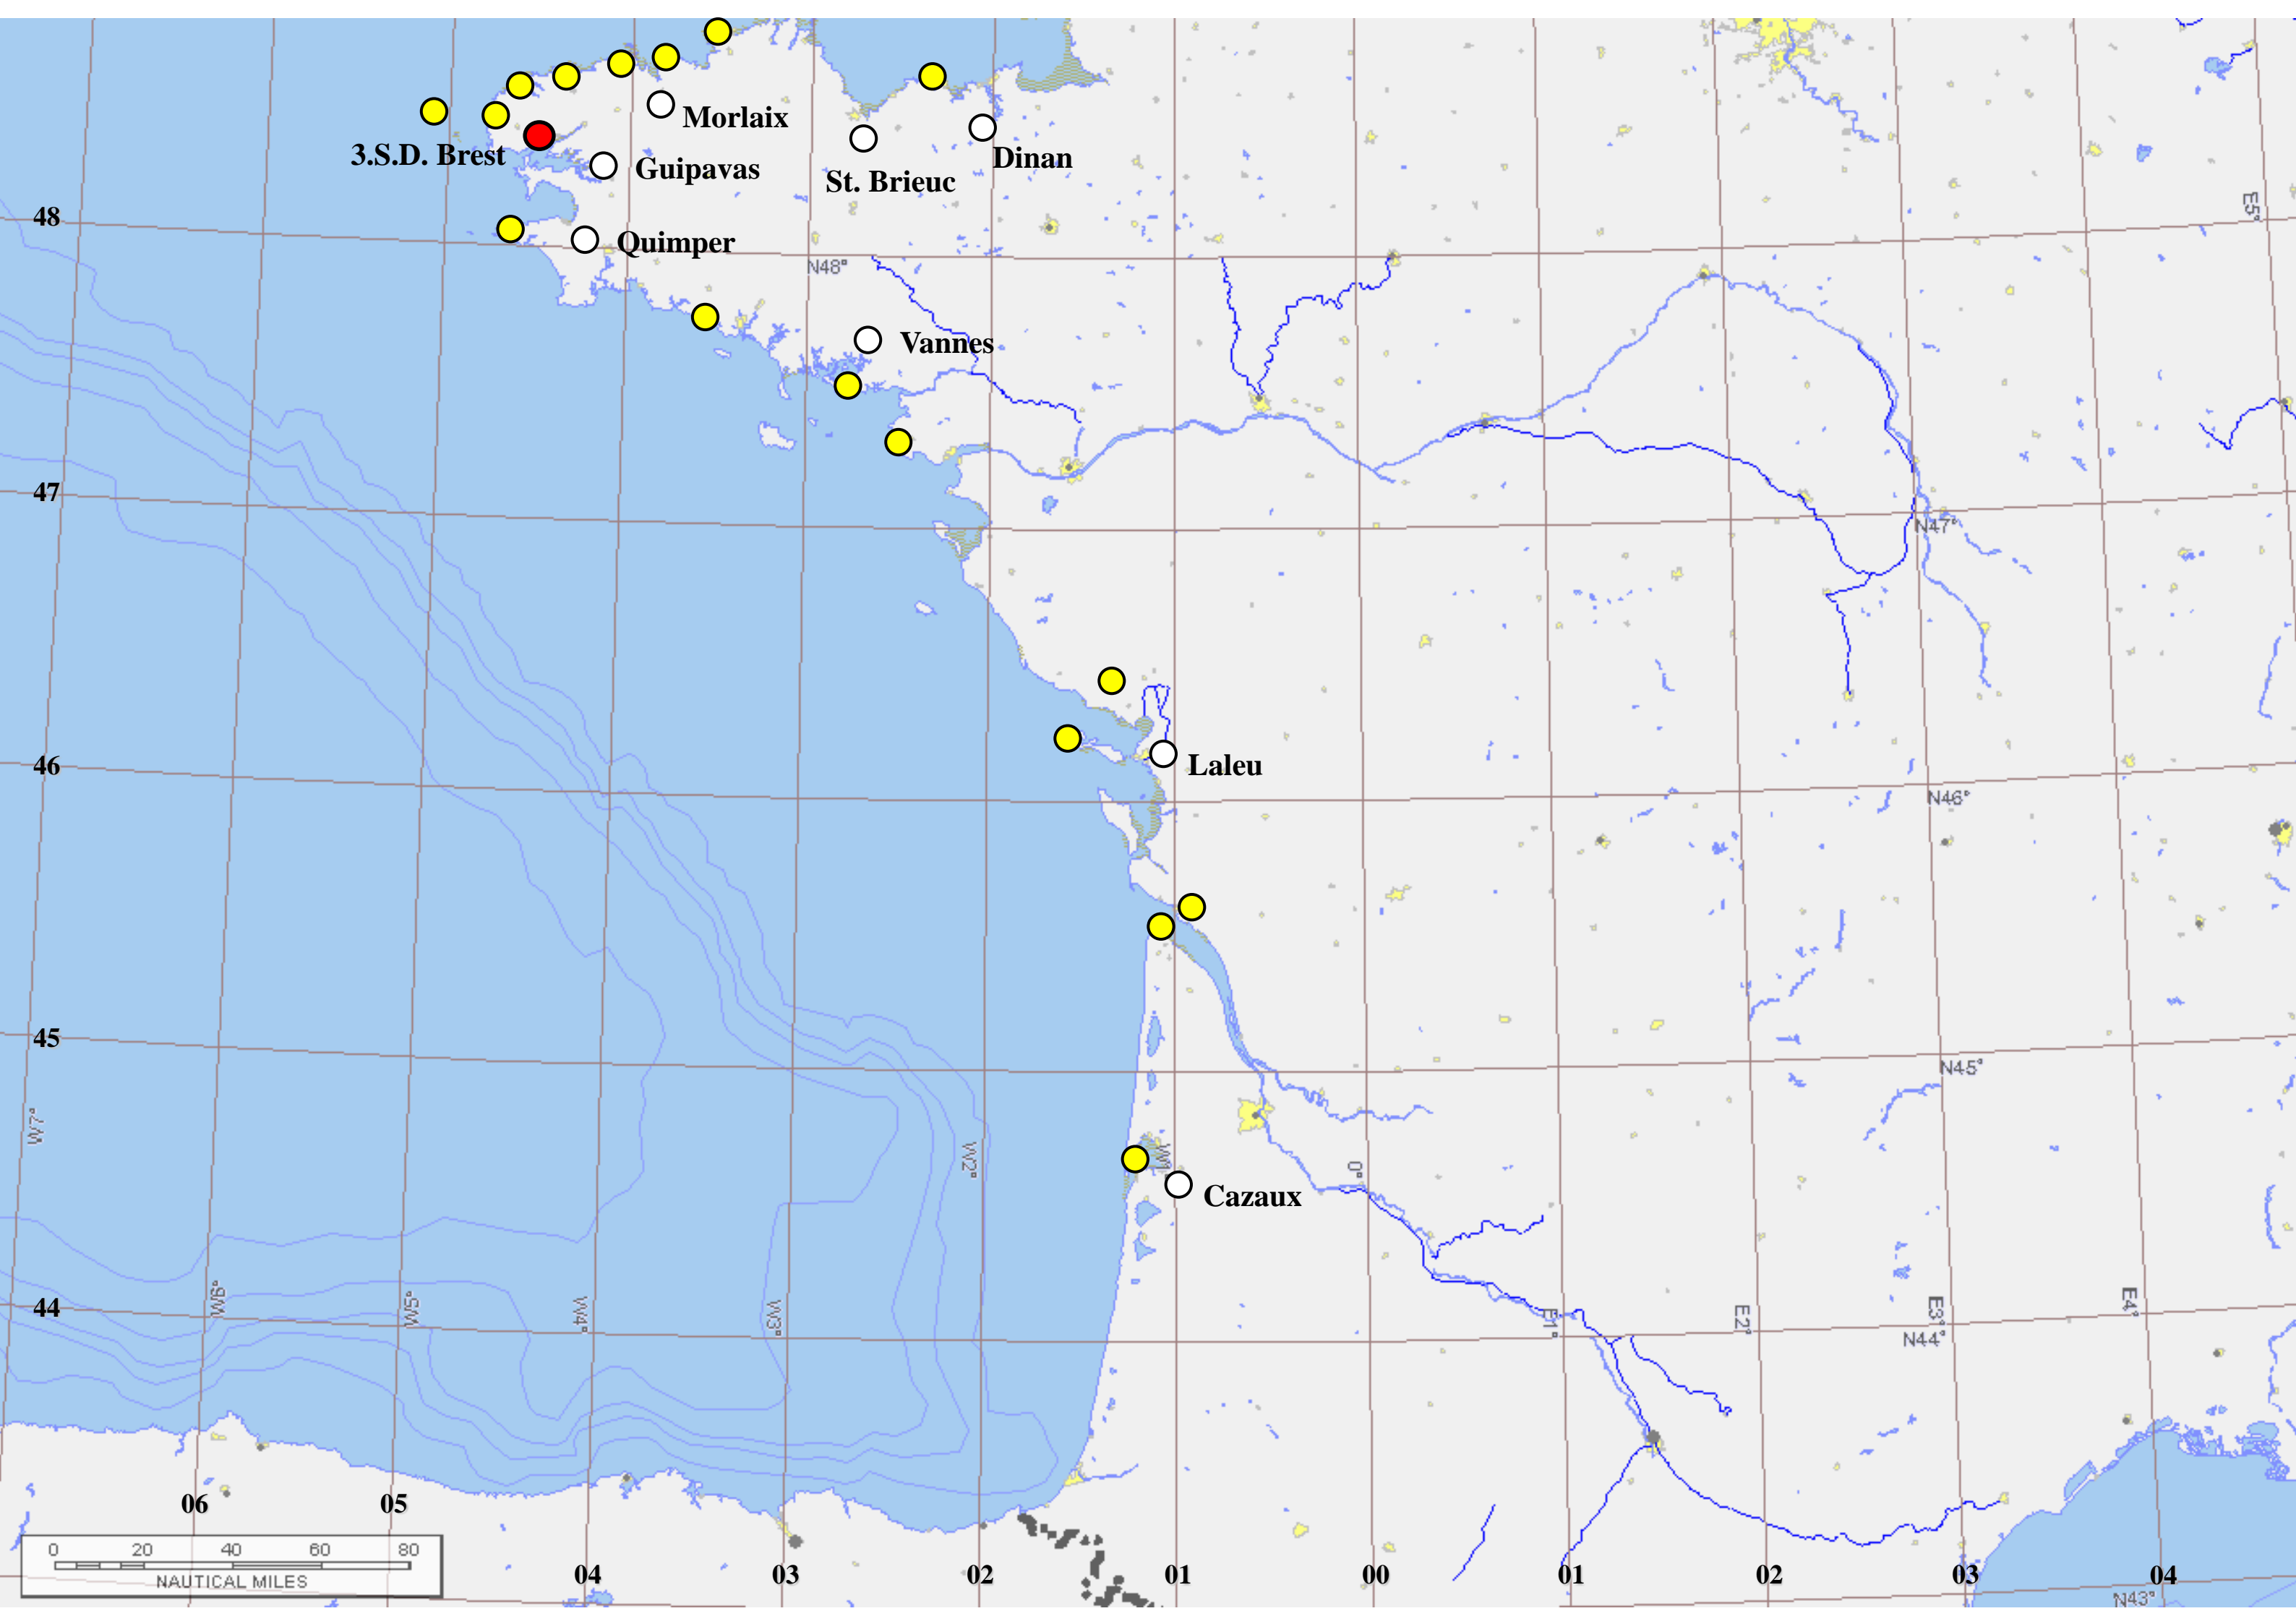 Morlaix
3.S.D. Brest
Guipavas
St. Brieuc
Dinan
48
Quimper
N48°
E5°
Vannes
47
N47°
46
Laleu
N46°
45
N45°
W7°
W2°
W1
0°
Cazaux
44
W6°
W5°
W4°
W3°
E1°
E2°
E3°
E4°
N44°
06
05
0 20 40 60 80
NAUTICAL MILES
04
03
02
01
00
01
02
03
04
N43°